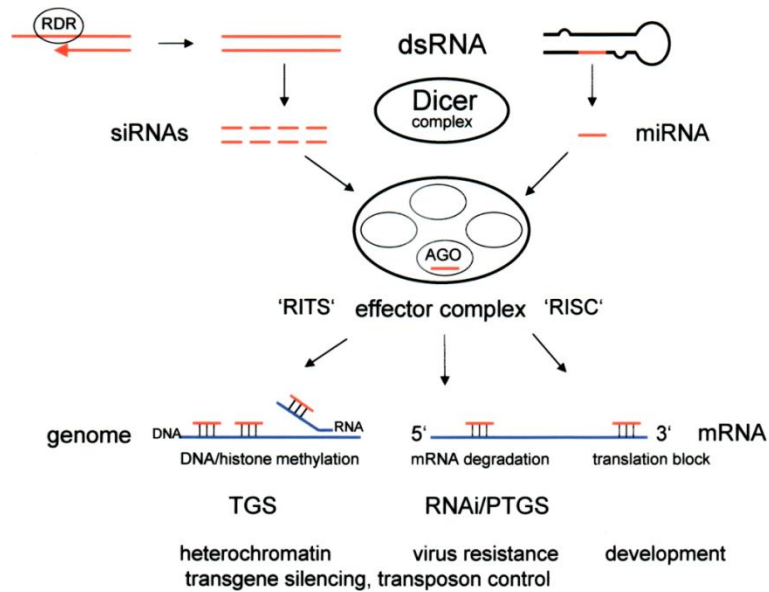 RDR
dsRNA
Dicer
complex
siRNAs
miRNA
AGO
‘RITS‘ effector complex ‘RISC‘
genome DNA RNA 5‘ 3‘ mRNA
DNA/histone methylation mRNA degradation translation block
TGS RNAi/PTGS
heterochromatin virus resistance development
transgene silencing, transposon control